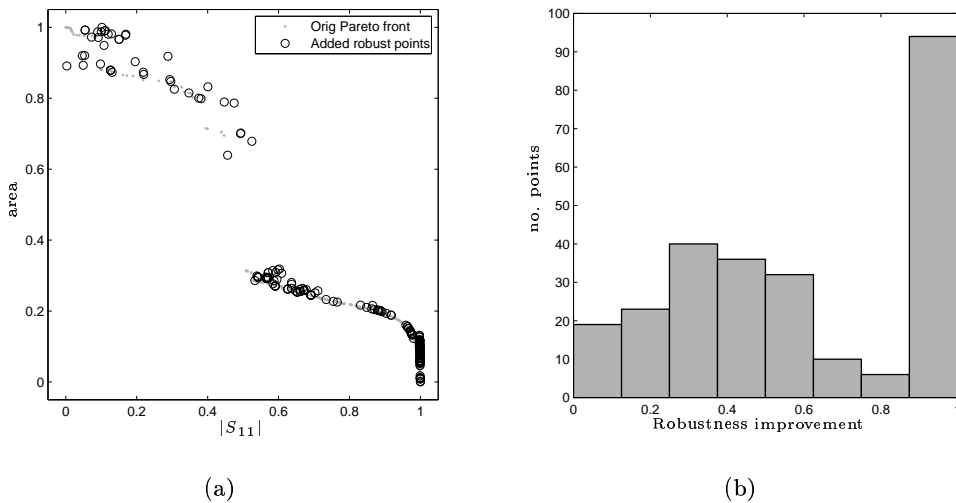 Orig Pareto front
Added robust points
1
0.8
0.6
0.4
0.2
0
area
0 0.2 0.4 0.6 0.8 1
|S11|
(a)
100
90
80
70
60
50
40
30
20
10
0
no. points
0 0.2 0.4 0.6 0.8 1
Robustness improvement
(b)